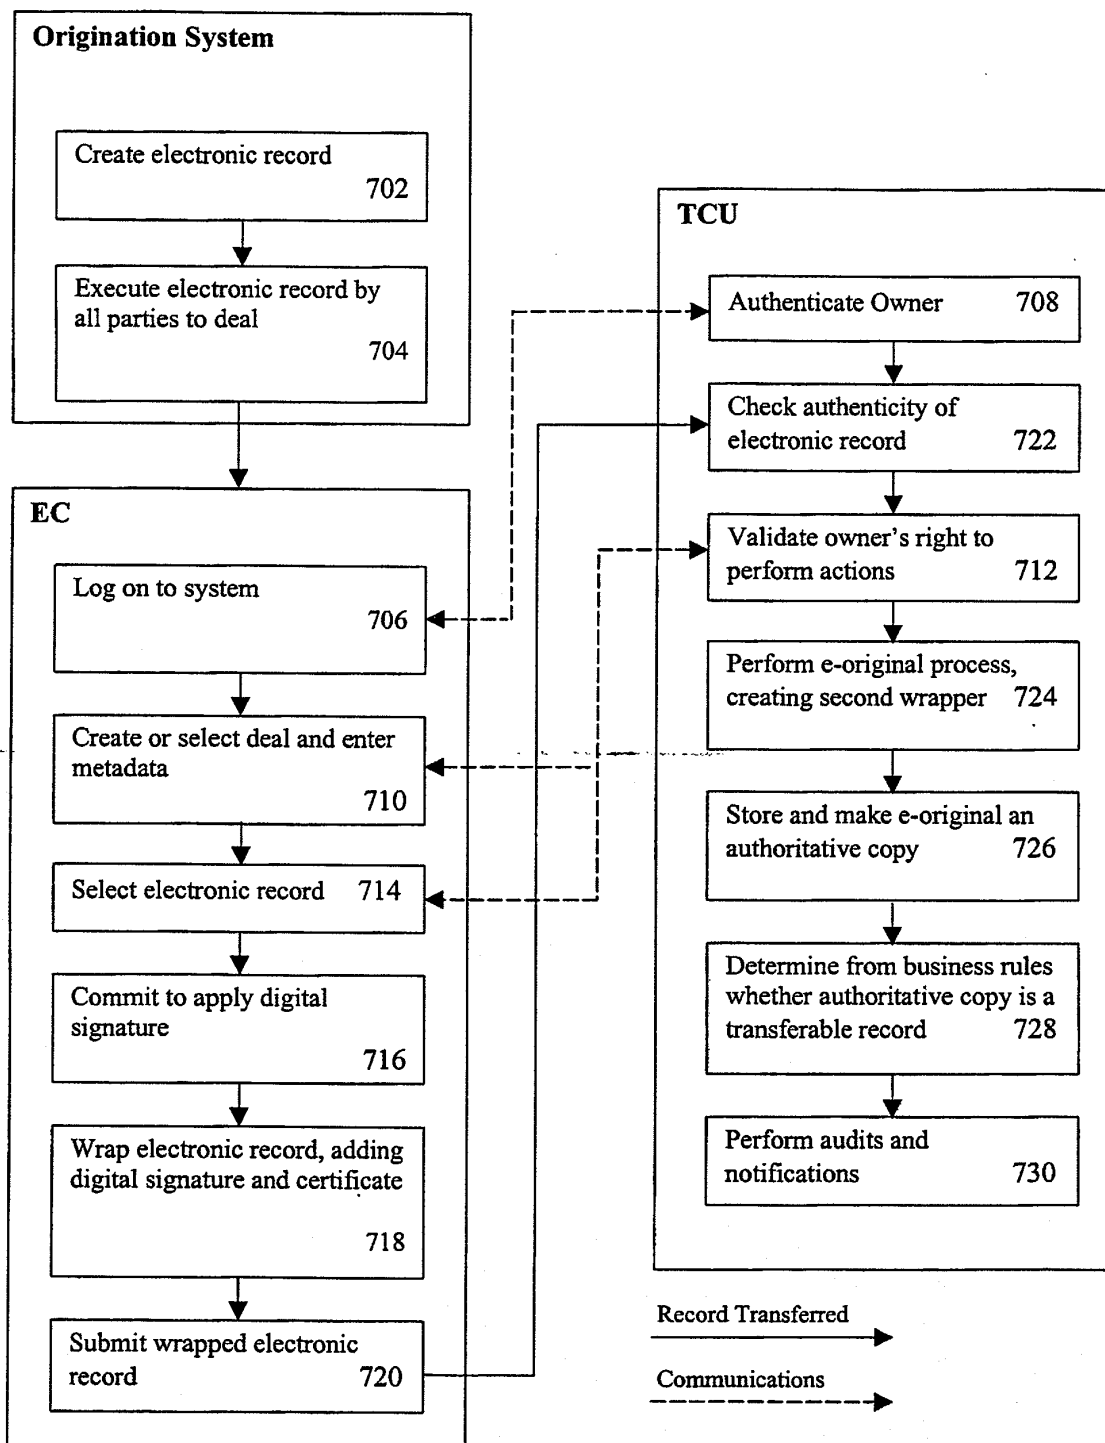 Origination System
Create electronic record
702
Execute electronic record by
all parties to deal
704
EC
Log on to system
706
Create or select deal and enter
metadata
710
Select electronic record 714
Commit to apply digital
signature
716
Wrap electronic record, adding
digital signature and certificate
718
Submit wrapped electronic
record 720
TCU
Authenticate Owner 708
Check authenticity of
electronic record 722
Validate owner's right to
perform actions 712
Perform e-original process,
creating second wrapper 724
Store and make e-original an
authoritative copy 726
Determine from business rules
whether authoritative copy is a
transferable record 728
Perform audits and
notifications 730
Record Transferred
Communications